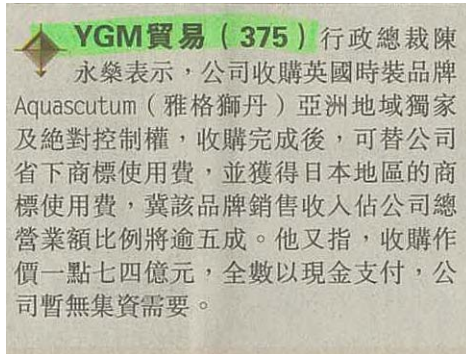 YGM貿易（375）行政總裁陳
永燊表示，公司收購英國時裝品牌
Aquascutum（雅格獅丹）亞洲地域獨家
及絕對控制權，收購完成後，可替公司
省下商標使用費，並獲得日本地區的商
標使用費，冀該品牌銷售收入佔公司總
營業額比例將逾五成。他又指，收購作
價一點七四億元，全數以現金支付，公
司暫無集資需要。